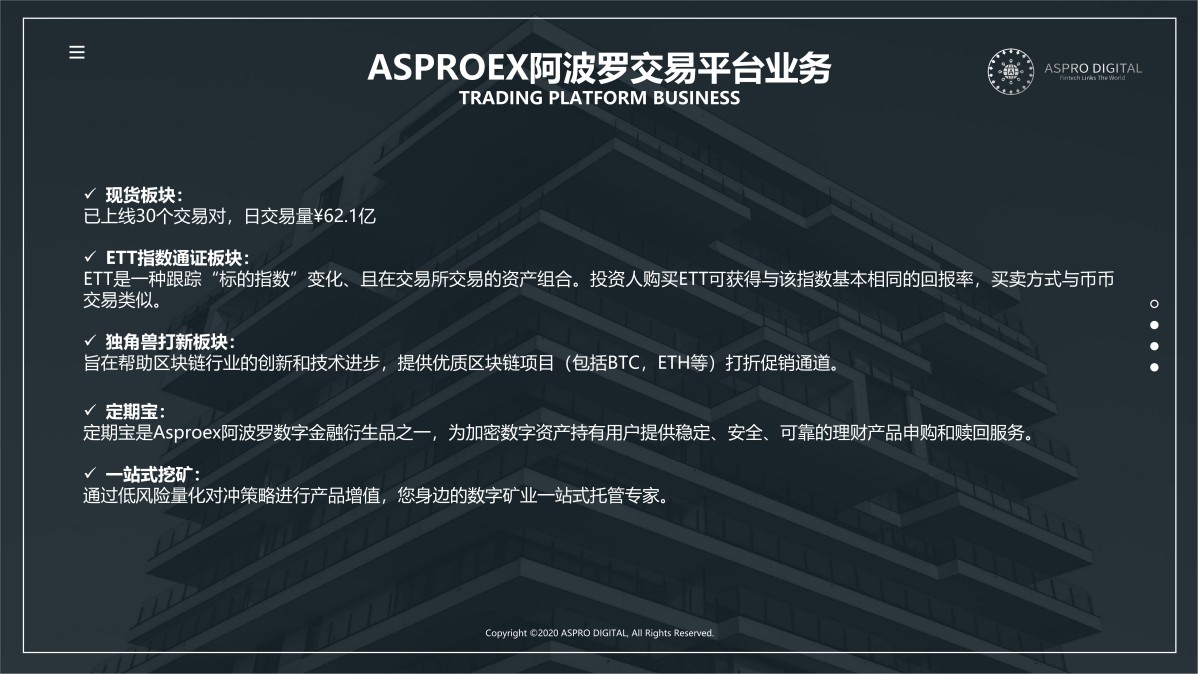 ASPROEX阿波罗交易平台业务
TRADING PLATFORM BUSINESS
ASPRO DIGITAL
Fintech Links The World
✓ 现货板块：
已上线30个交易对，日交易量¥62.1亿
✓ ETT指数通证板块：
ETT是一种跟踪“标的指数”变化、且在交易所交易的资产组合。投资人购买ETT可获得与该指数基本相同的回报率，买卖方式与币币
交易类似。
✓ 独角兽打新板块：
旨在帮助区块链行业的创新和技术进步，提供优质区块链项目（包括BTC，ETH等）打折促销通道。
✓ 定期宝：
定期宝是Asproex阿波罗数字金融衍生品之一，为加密数字资产持有用户提供稳定、安全、可靠的理财产品申购和赎回服务。
✓ 一站式挖矿：
通过低风险量化对冲策略进行产品增值，您身边的数字矿业一站式托管专家。
Copyright ©2020 ASPRO DIGITAL, All Rights Reserved.